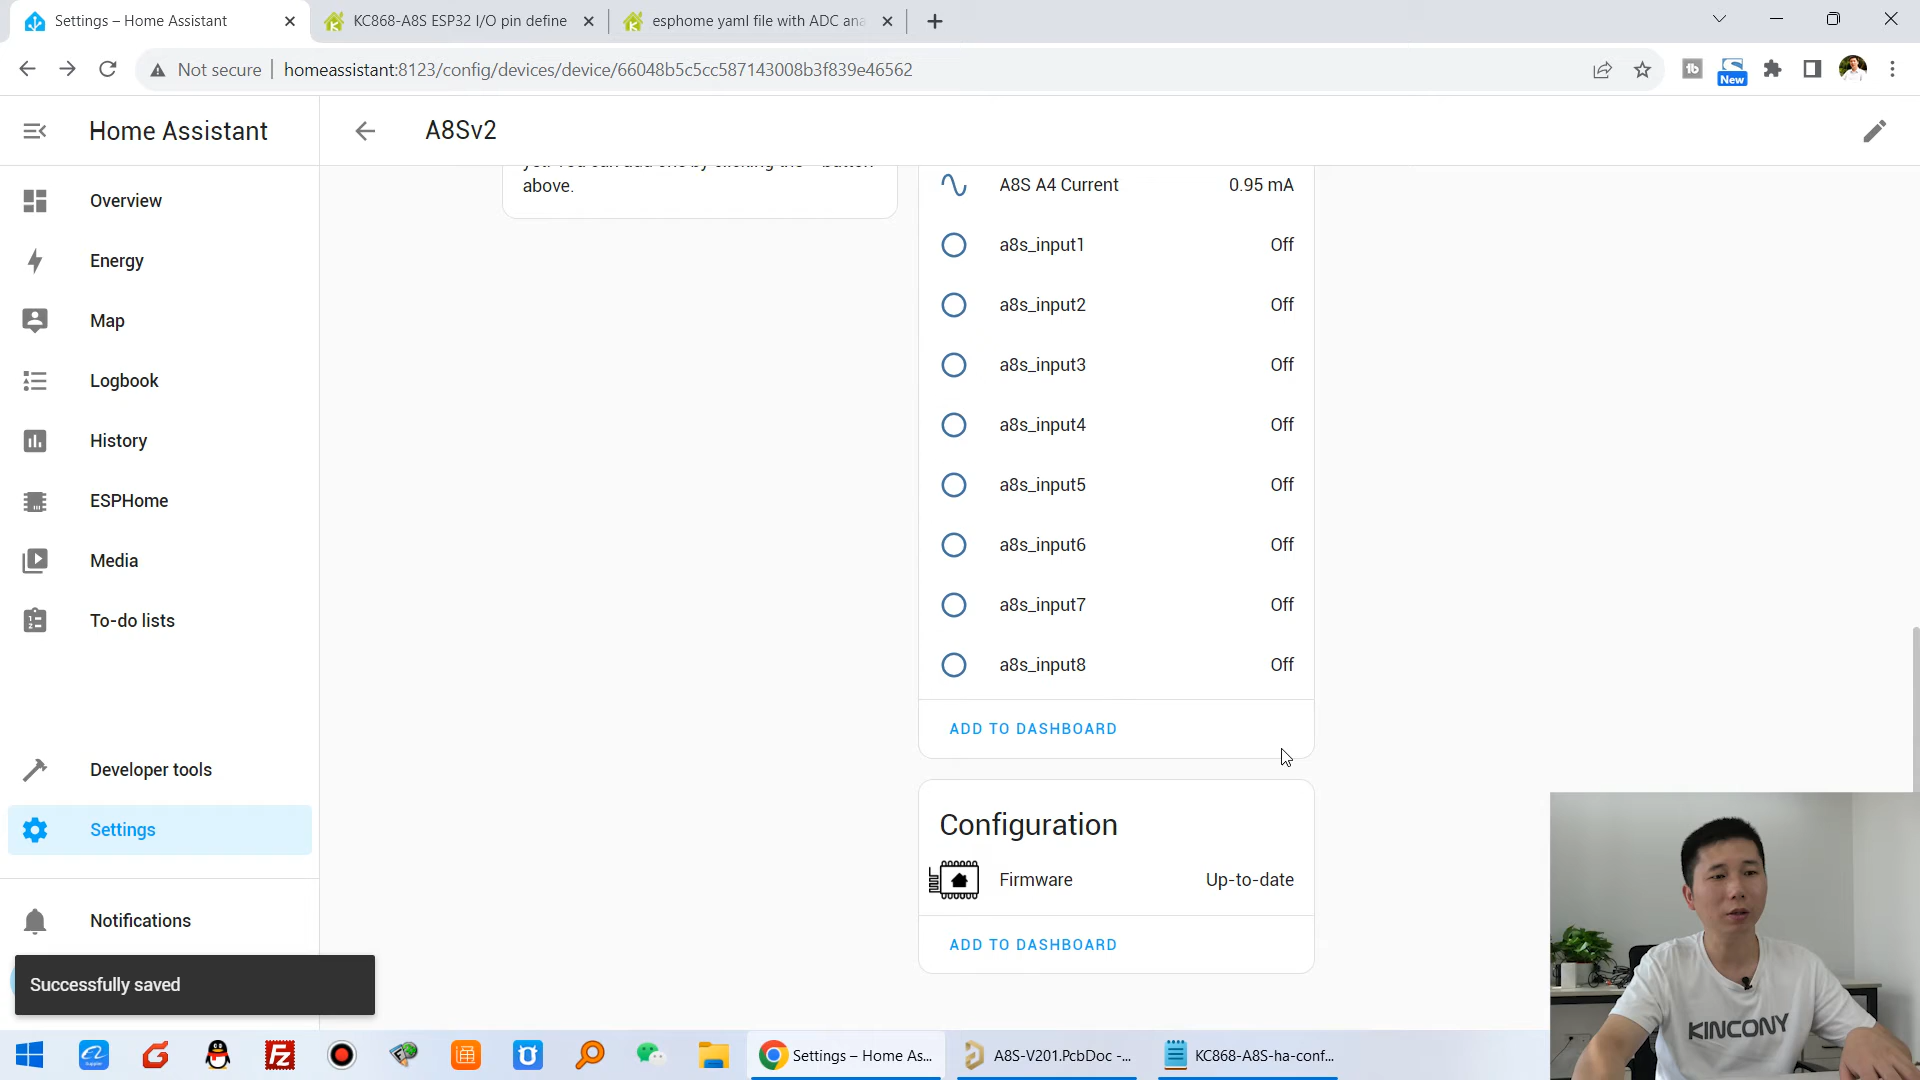 Settings – Home Assistant
KC868-A8S ESP32 I/O pin define
esphome yaml file with ADC ana
Not secure
homeassistant:8123/config/devices/device/66048b5c5cc587143008b3f839e46562
New
Home Assistant
A8Sv2
Overview
Energy
Map
Logbook
History
ESPHome
Media
To-do lists
Developer tools
Settings
Notifications
Successfully saved
above.
A8S A4 Current 0.95 mA
a8s_input1 Off
a8s_input2 Off
a8s_input3 Off
a8s_input4 Off
a8s_input5 Off
a8s_input6 Off
a8s_input7 Off
a8s_input8 Off
ADD TO DASHBOARD
Configuration
Firmware Up-to-date
ADD TO DASHBOARD
KINCONY
Settings – Home As...
A8S-V201.PcbDoc -...
KC868-A8S-ha-conf...